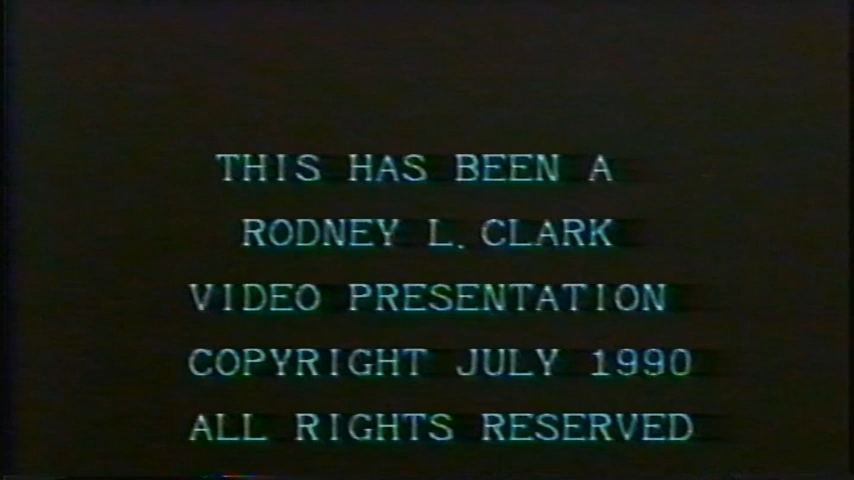 THIS HAS BEEN A
RODNEY L. CLARK
VIDEO PRESENTATION
COPYRIGHT JULY 1990
ALL RIGHTS RESERVED